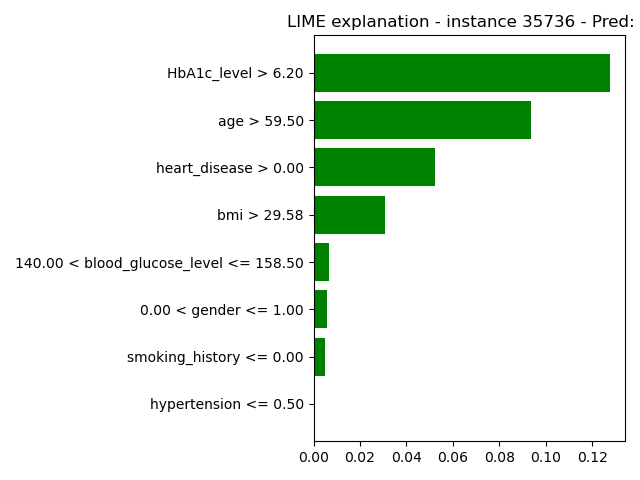 LIME explanation - instance 35736 - Pred:
HbA1c_level > 6.20
age > 59.50
heart_disease > 0.00
bmi > 29.58
140.00 < blood_glucose_level <= 158.50
0.00 < gender <= 1.00
smoking_history <= 0.00
hypertension <= 0.50
0.00 0.02 0.04 0.06 0.08 0.10 0.12